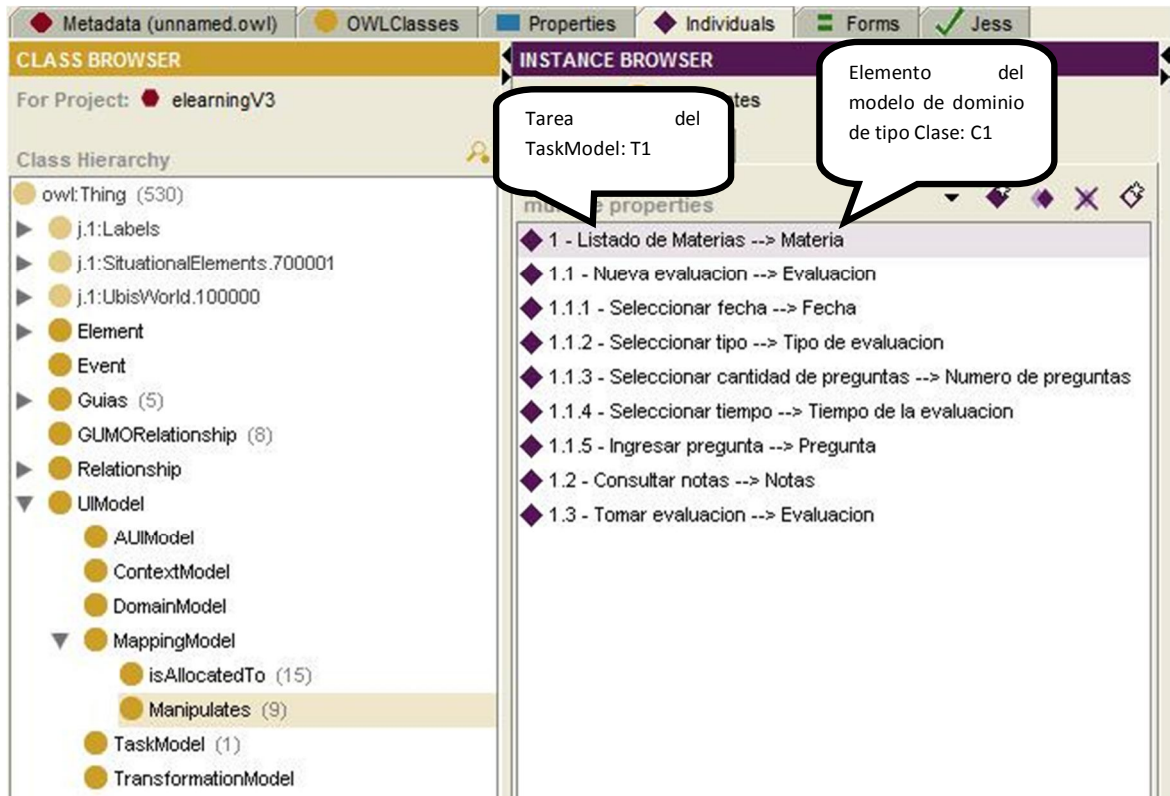 Metadata (unnamed.owl)
OWLClasses
Properties
Individuals
Forms
Jess
CLASS BROWSER
For Project: elearningV3
Class Hierarchy
owl:Thing (530)
j.1:Labels
j.1:SituationalElements.700001
j.1:UbisWorld.100000
Element
Event
Guias (5)
GUMORelationship (8)
Relationship
UIModel
AUIModel
ContextModel
DomainModel
MappingModel
isAllocatedTo (15)
Manipulates (9)
TaskModel (1)
TransformationModel
INSTANCE BROWSER
Tarea del
TaskModel: T1
Elemento del
modelo de dominio
de tipo Clase: C1
properties
1 - Listado de Materias --> Materia
1.1 - Nueva evaluacion --> Evaluacion
1.1.1 - Seleccionar fecha --> Fecha
1.1.2 - Seleccionar tipo --> Tipo de evaluacion
1.1.3 - Seleccionar cantidad de preguntas --> Numero de preguntas
1.1.4 - Seleccionar tiempo --> Tiempo de la evaluacion
1.1.5 - Ingresar pregunta --> Pregunta
1.2 - Consultar notas --> Notas
1.3 - Tomar evaluacion --> Evaluacion